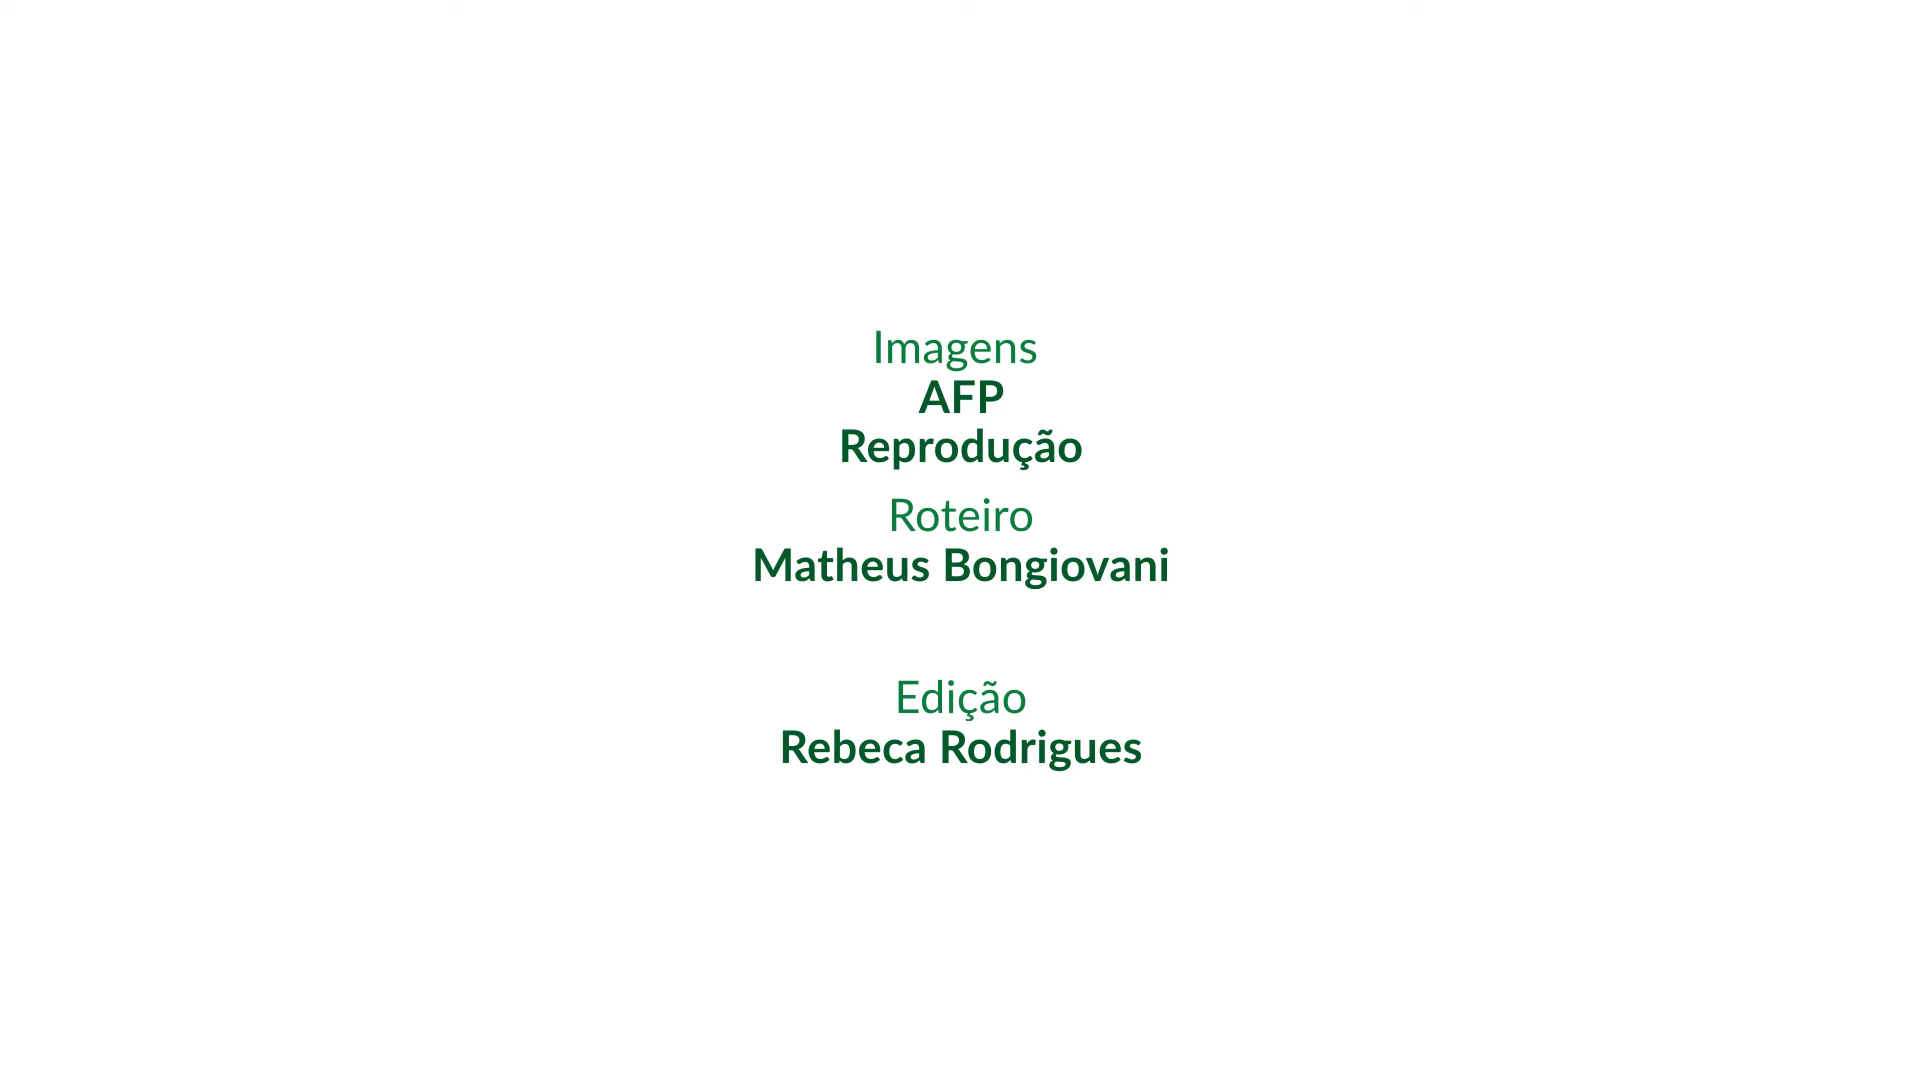 Imagens
AFP
Reprodução
Roteiro
Matheus Bongiovani
Edição
Rebeca Rodrigues